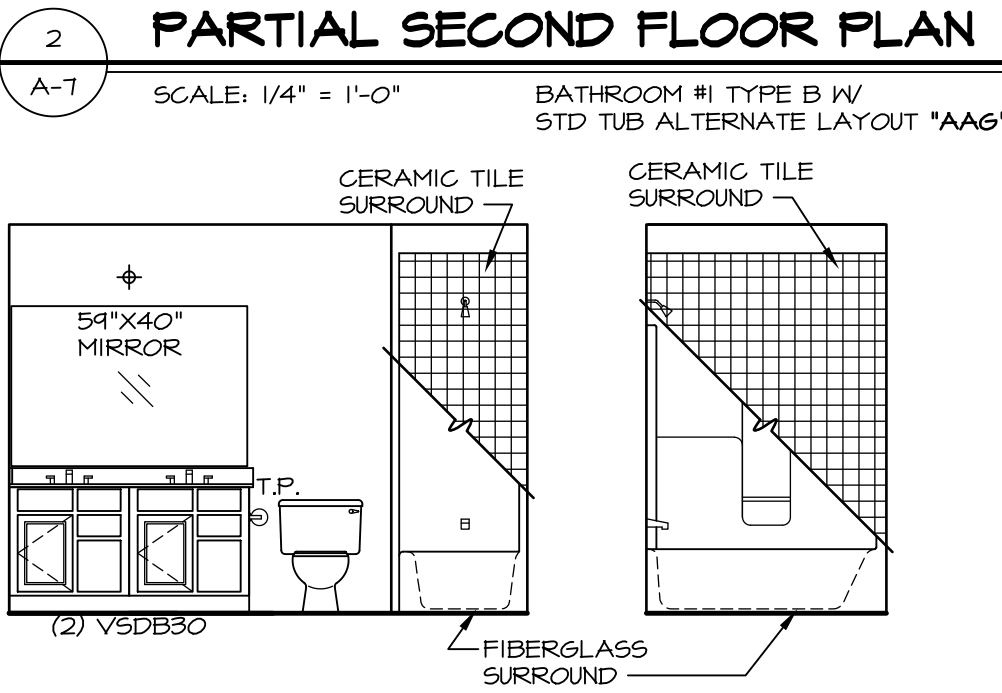 2
A-7
PARTIAL SECOND FLOOR PLAN
SCALE: 1/4" = 1'-0"
BATHROOM #1 TYPE B W/
STD TUB ALTERNATE LAYOUT "AAG"
CERAMIC TILE
SURROUND
CERAMIC TILE
SURROUND
59"X40"
MIRROR
T.P.
(2) VSDB30
FIBERGLASS
SURROUND